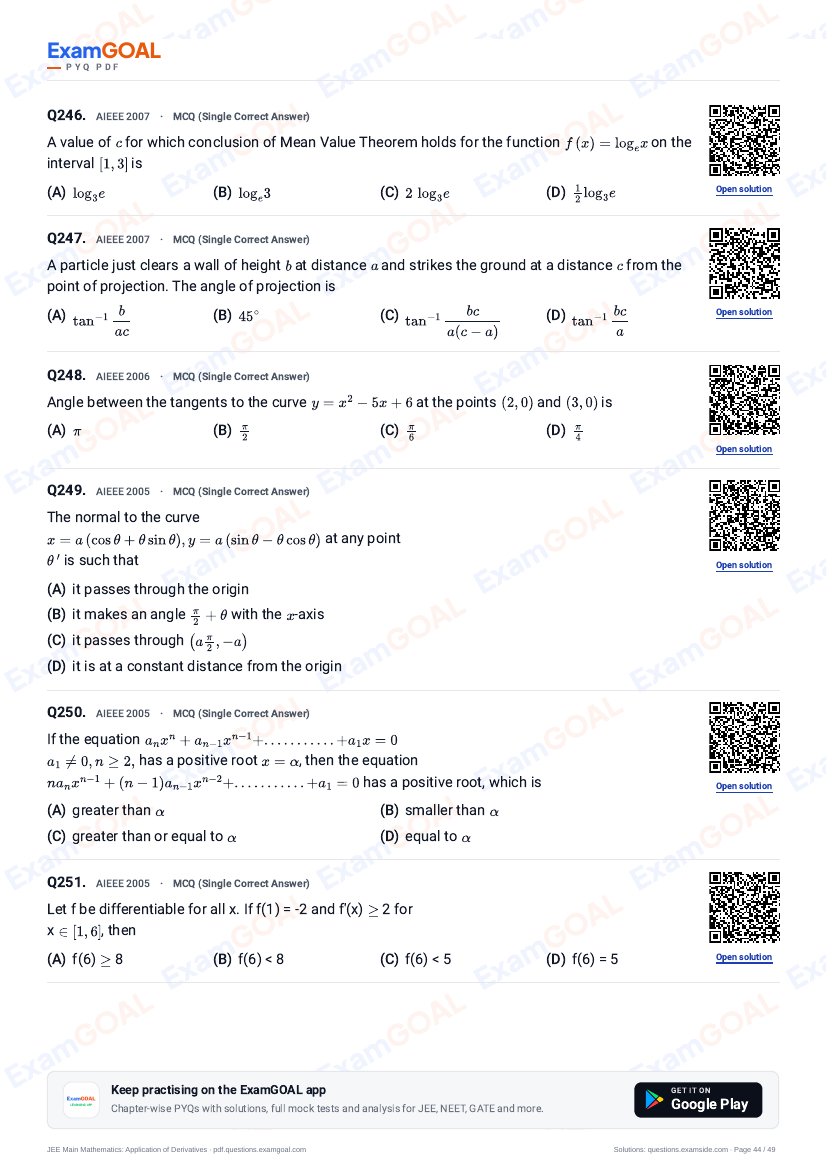 ExamGOAL
PYQ PDF
Q246. AIEEE 2007 · MCQ (Single Correct Answer)
A value of c for which conclusion of Mean Value Theorem holds for the function f (x) = logₑx on the
interval [1, 3] is
(A) log₃e (B) logₑ3 (C) 2 log₃e (D) 1/2 log₃e
Open solution
Q247. AIEEE 2007 · MCQ (Single Correct Answer)
A particle just clears a wall of height b at distance a and strikes the ground at a distance c from the
point of projection. The angle of projection is
(A) tan⁻¹ b/ac (B) 45° (C) tan⁻¹ bc/a(c − a) (D) tan⁻¹ bc/a
Open solution
Q248. AIEEE 2006 · MCQ (Single Correct Answer)
Angle between the tangents to the curve y = x² − 5x + 6 at the points (2, 0) and (3, 0) is
(A) π (B) π/2 (C) π/6 (D) π/4
Open solution
Q249. AIEEE 2005 · MCQ (Single Correct Answer)
The normal to the curve
x = a (cos θ + θ sin θ), y = a (sin θ − θ cos θ) at any point
θ ′ is such that
Open solution
(A) it passes through the origin
(B) it makes an angle π/2 + θ with the x-axis
(C) it passes through (a π/2, −a)
(D) it is at a constant distance from the origin
Q250. AIEEE 2005 · MCQ (Single Correct Answer)
If the equation aₙxⁿ + aₙ₋₁xⁿ⁻¹+...........+a₁x = 0
a₁ ≠ 0, n ≥ 2, has a positive root x = α, then the equation
naₙxⁿ⁻¹ + (n − 1)aₙ₋₁xⁿ⁻²+...........+a₁ = 0 has a positive root, which is
Open solution
(A) greater than α (B) smaller than α
(C) greater than or equal to α (D) equal to α
Q251. AIEEE 2005 · MCQ (Single Correct Answer)
Let f be differentiable for all x. If f(1) = -2 and f'(x) ≥ 2 for
x ∈ [1, 6], then
(A) f(6) ≥ 8 (B) f(6) < 8 (C) f(6) < 5 (D) f(6) = 5
Open solution
Keep practising on the ExamGOAL app
Chapter-wise PYQs with solutions, full mock tests and analysis for JEE, NEET, GATE and more.
ExamGOAL
GET IT ON
Google Play
JEE Main Mathematics: Application of Derivatives · pdf.questions.examgoal.com Solutions: questions.examside.com · Page 44 / 49